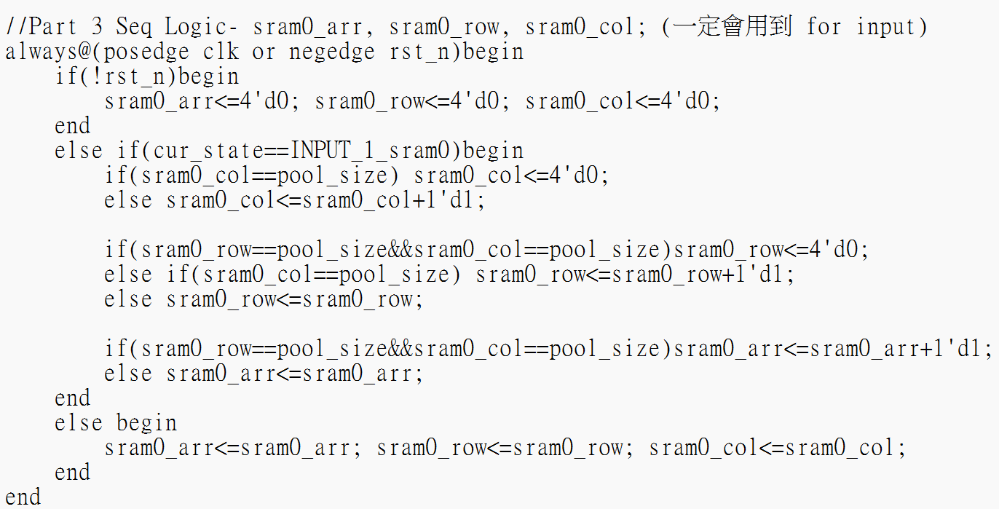 //Part 3 Seq Logic- sram0_arr, sram0_row, sram0_col; (一定會用到 for input)
always@(posedge clk or negedge rst_n)begin
    if(!rst_n)begin
        sram0_arr<=4'd0; sram0_row<=4'd0; sram0_col<=4'd0;
    end
    else if(cur_state==INPUT_1_sram0)begin
        if(sram0_col==pool_size) sram0_col<=4'd0;
        else sram0_col<=sram0_col+1'd1;

        if(sram0_row==pool_size&&sram0_col==pool_size)sram0_row<=4'd0;
        else if(sram0_col==pool_size) sram0_row<=sram0_row+1'd1;
        else sram0_row<=sram0_row;

        if(sram0_row==pool_size&&sram0_col==pool_size)sram0_arr<=sram0_arr+1'd1;
        else sram0_arr<=sram0_arr;
    end
    else begin
        sram0_arr<=sram0_arr; sram0_row<=sram0_row; sram0_col<=sram0_col;
    end
end